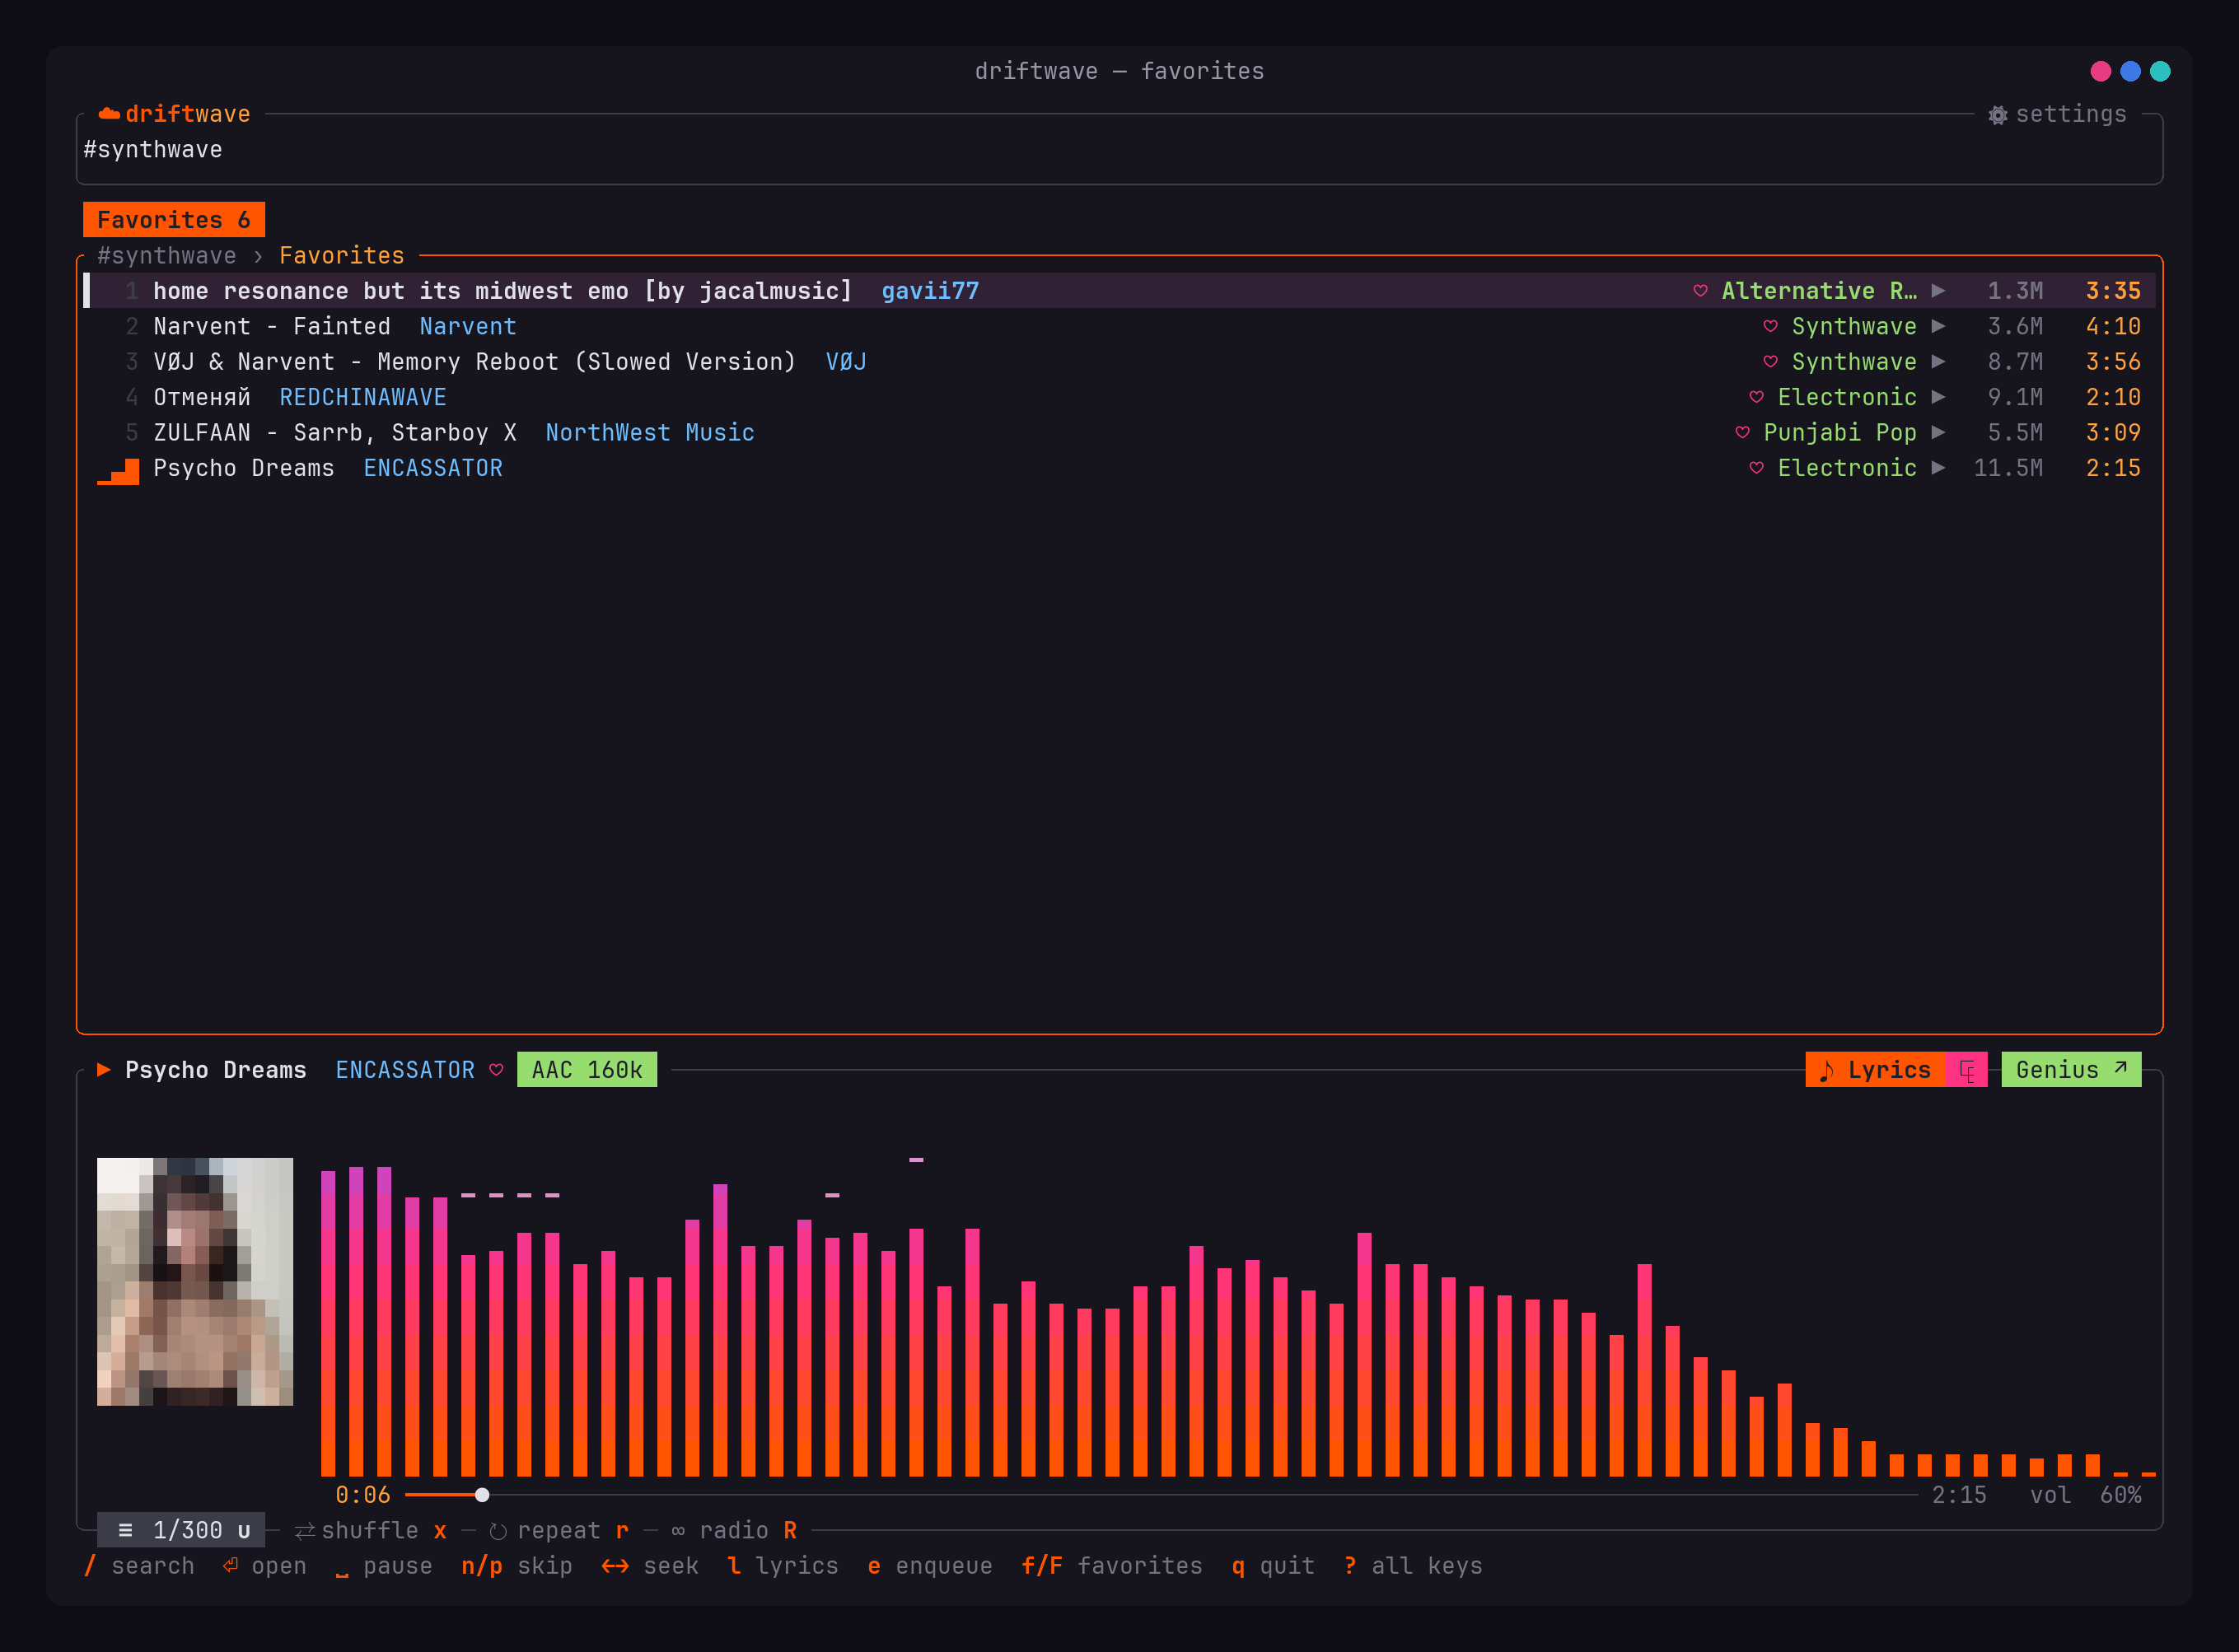 driftwave — favorites
driftwave settings
#synthwave
Favorites 6
#synthwave › Favorites
1 home resonance but its midwest emo [by jacalmusic] gavii77 ♡ Alternative R… ▶ 1.3M 3:35
2 Narvent - Fainted Narvent ♡ Synthwave ▶ 3.6M 4:10
3 VØJ & Narvent - Memory Reboot (Slowed Version) VØJ ♡ Synthwave ▶ 8.7M 3:56
4 Отменяй REDCHINAWAVE ♡ Electronic ▶ 9.1M 2:10
5 ZULFAAN - Sarrb, Starboy X NorthWest Music ♡ Punjabi Pop ▶ 5.5M 3:09
Psycho Dreams ENCASSATOR ♡ Electronic ▶ 11.5M 2:15
▶ Psycho Dreams ENCASSATOR ♡ AAC 160k ♪ Lyrics Genius ↗
0:06 2:15 vol 60%
≡ 1/300 u ⇄ shuffle x — ↻ repeat r — ∞ radio R
/ search ⏎ open ␣ pause n/p skip ←→ seek l lyrics e enqueue f/F favorites q quit ? all keys